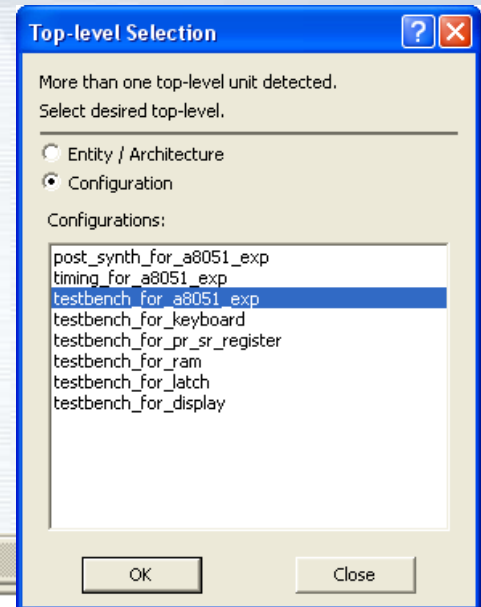 Top-level Selection
More than one top-level unit detected.
Select desired top-level.
Entity / Architecture
Configuration
Configurations:
post_synth_for_a8051_exp
timing_for_a8051_exp
testbench_for_a8051_exp
testbench_for_keyboard
testbench_for_pr_sr_register
testbench_for_ram
testbench_for_latch
testbench_for_display
OK
Close